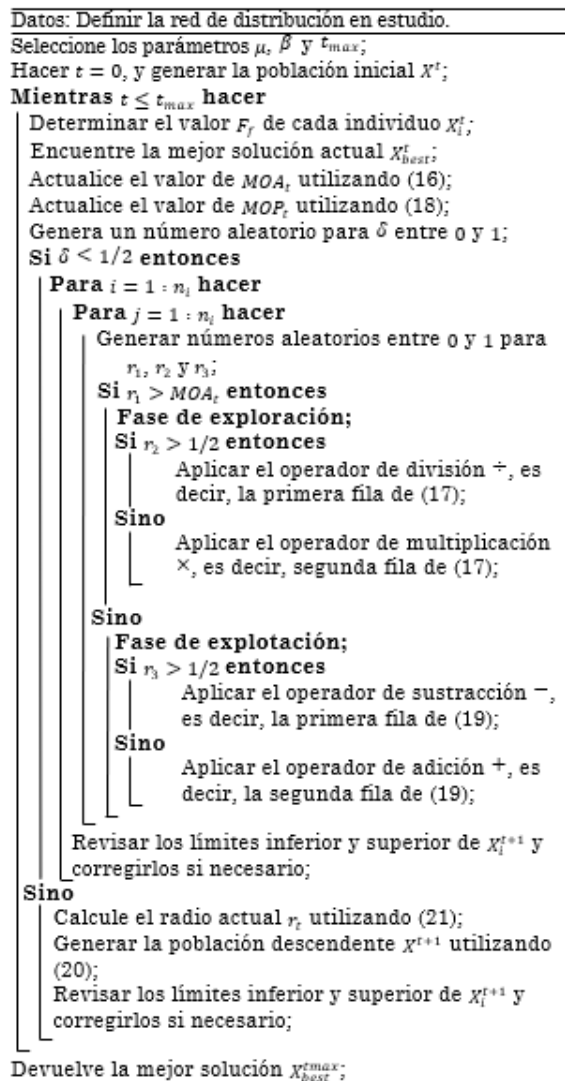 Datos: Definir la red de distribución en estudio.
Seleccione los parámetros μ, β y t_max;
Hacer t = 0, y generar la población inicial X^t;
Mientras t ≤ t_max hacer
Determinar el valor F_f de cada individuo X_i^t;
Encuentre la mejor solución actual X_best^t;
Actualice el valor de MOA_t utilizando (16);
Actualice el valor de MOP_t utilizando (18);
Genera un número aleatorio para δ entre 0 y 1;
Si δ < 1/2 entonces
Para i = 1 : n_i hacer
Para j = 1 : n_i hacer
Generar números aleatorios entre 0 y 1 para
r_1, r_2 y r_3;
Si r_1 > MOA_t entonces
Fase de exploración;
Si r_2 > 1/2 entonces
Aplicar el operador de división ÷, es
decir, la primera fila de (17);
Sino
Aplicar el operador de multiplicación
×, es decir, segunda fila de (17);
Sino
Fase de explotación;
Si r_3 > 1/2 entonces
Aplicar el operador de sustracción −,
es decir, la primera fila de (19);
Sino
Aplicar el operador de adición +, es
decir, la segunda fila de (19);
Revisar los límites inferior y superior de X_i^{t+1} y
corregirlos si necesario;
Sino
Calcule el radio actual r_t utilizando (21);
Generar la población descendente X^{t+1} utilizando
(20);
Revisar los límites inferior y superior de X_i^{t+1} y
corregirlos si necesario;
Devuelve la mejor solución X_best^{tmax};